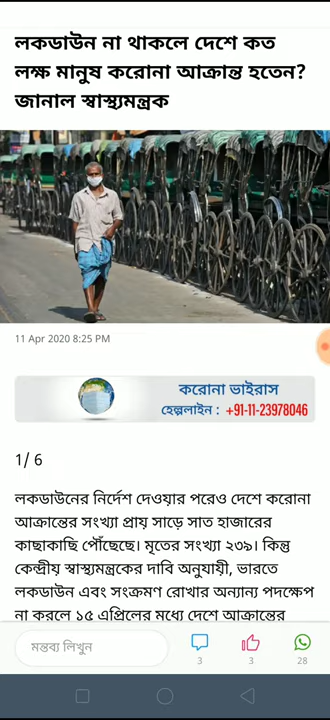 লকডাউন না থাকলে দেশে কত
লক্ষ মানুষ করোনা আক্রান্ত হতেন?
জানাল স্বাস্থ্যমন্ত্রক
11 Apr 2020 8:25 PM
করোনা ভাইরাস
হেল্পলাইন : +91-11-23978046
1/ 6
লকডাউনের নির্দেশ দেওয়ার পরেও দেশে করোনা
আক্রান্তের সংখ্যা প্রায় সাড়ে সাত হাজারের
কাছাকাছি পৌঁছেছে। মৃতের সংখ্যা ২৩৯। কিন্তু
কেন্দ্রীয় স্বাস্থ্যমন্ত্রকের দাবি অনুযায়ী, ভারতে
লকডাউন এবং সংক্রমণ রোখার অন্যান্য পদক্ষেপ
না করলে ১৫ এপ্রিলের মধ্যে দেশে আক্রান্তের
মন্তব্য লিখুন
3 3 28